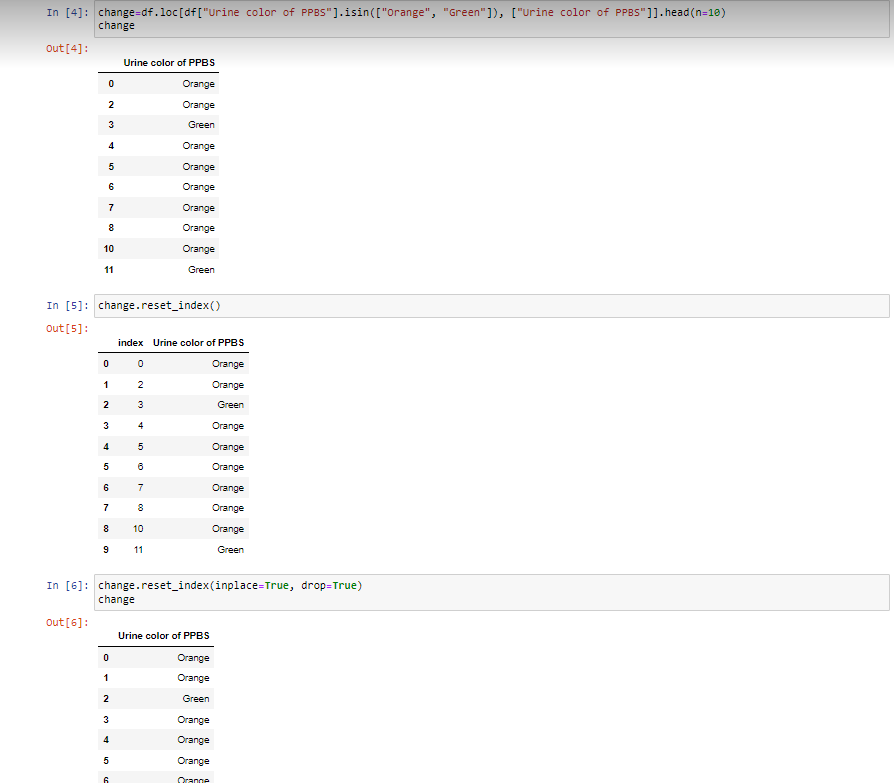 In [4]: change=df.loc[df["Urine color of PPBS"].isin(["Orange", "Green"]), ["Urine color of PPBS"]].head(n=10)
change
Out[4]:
Urine color of PPBS
0 Orange
2 Orange
3 Green
4 Orange
5 Orange
6 Orange
7 Orange
8 Orange
10 Orange
11 Green
In [5]: change.reset_index()
Out[5]:
index Urine color of PPBS
0 0 Orange
1 2 Orange
2 3 Green
3 4 Orange
4 5 Orange
5 6 Orange
6 7 Orange
7 8 Orange
8 10 Orange
9 11 Green
In [6]: change.reset_index(inplace=True, drop=True)
change
Out[6]:
Urine color of PPBS
0 Orange
1 Orange
2 Green
3 Orange
4 Orange
5 Orange
6 Orange